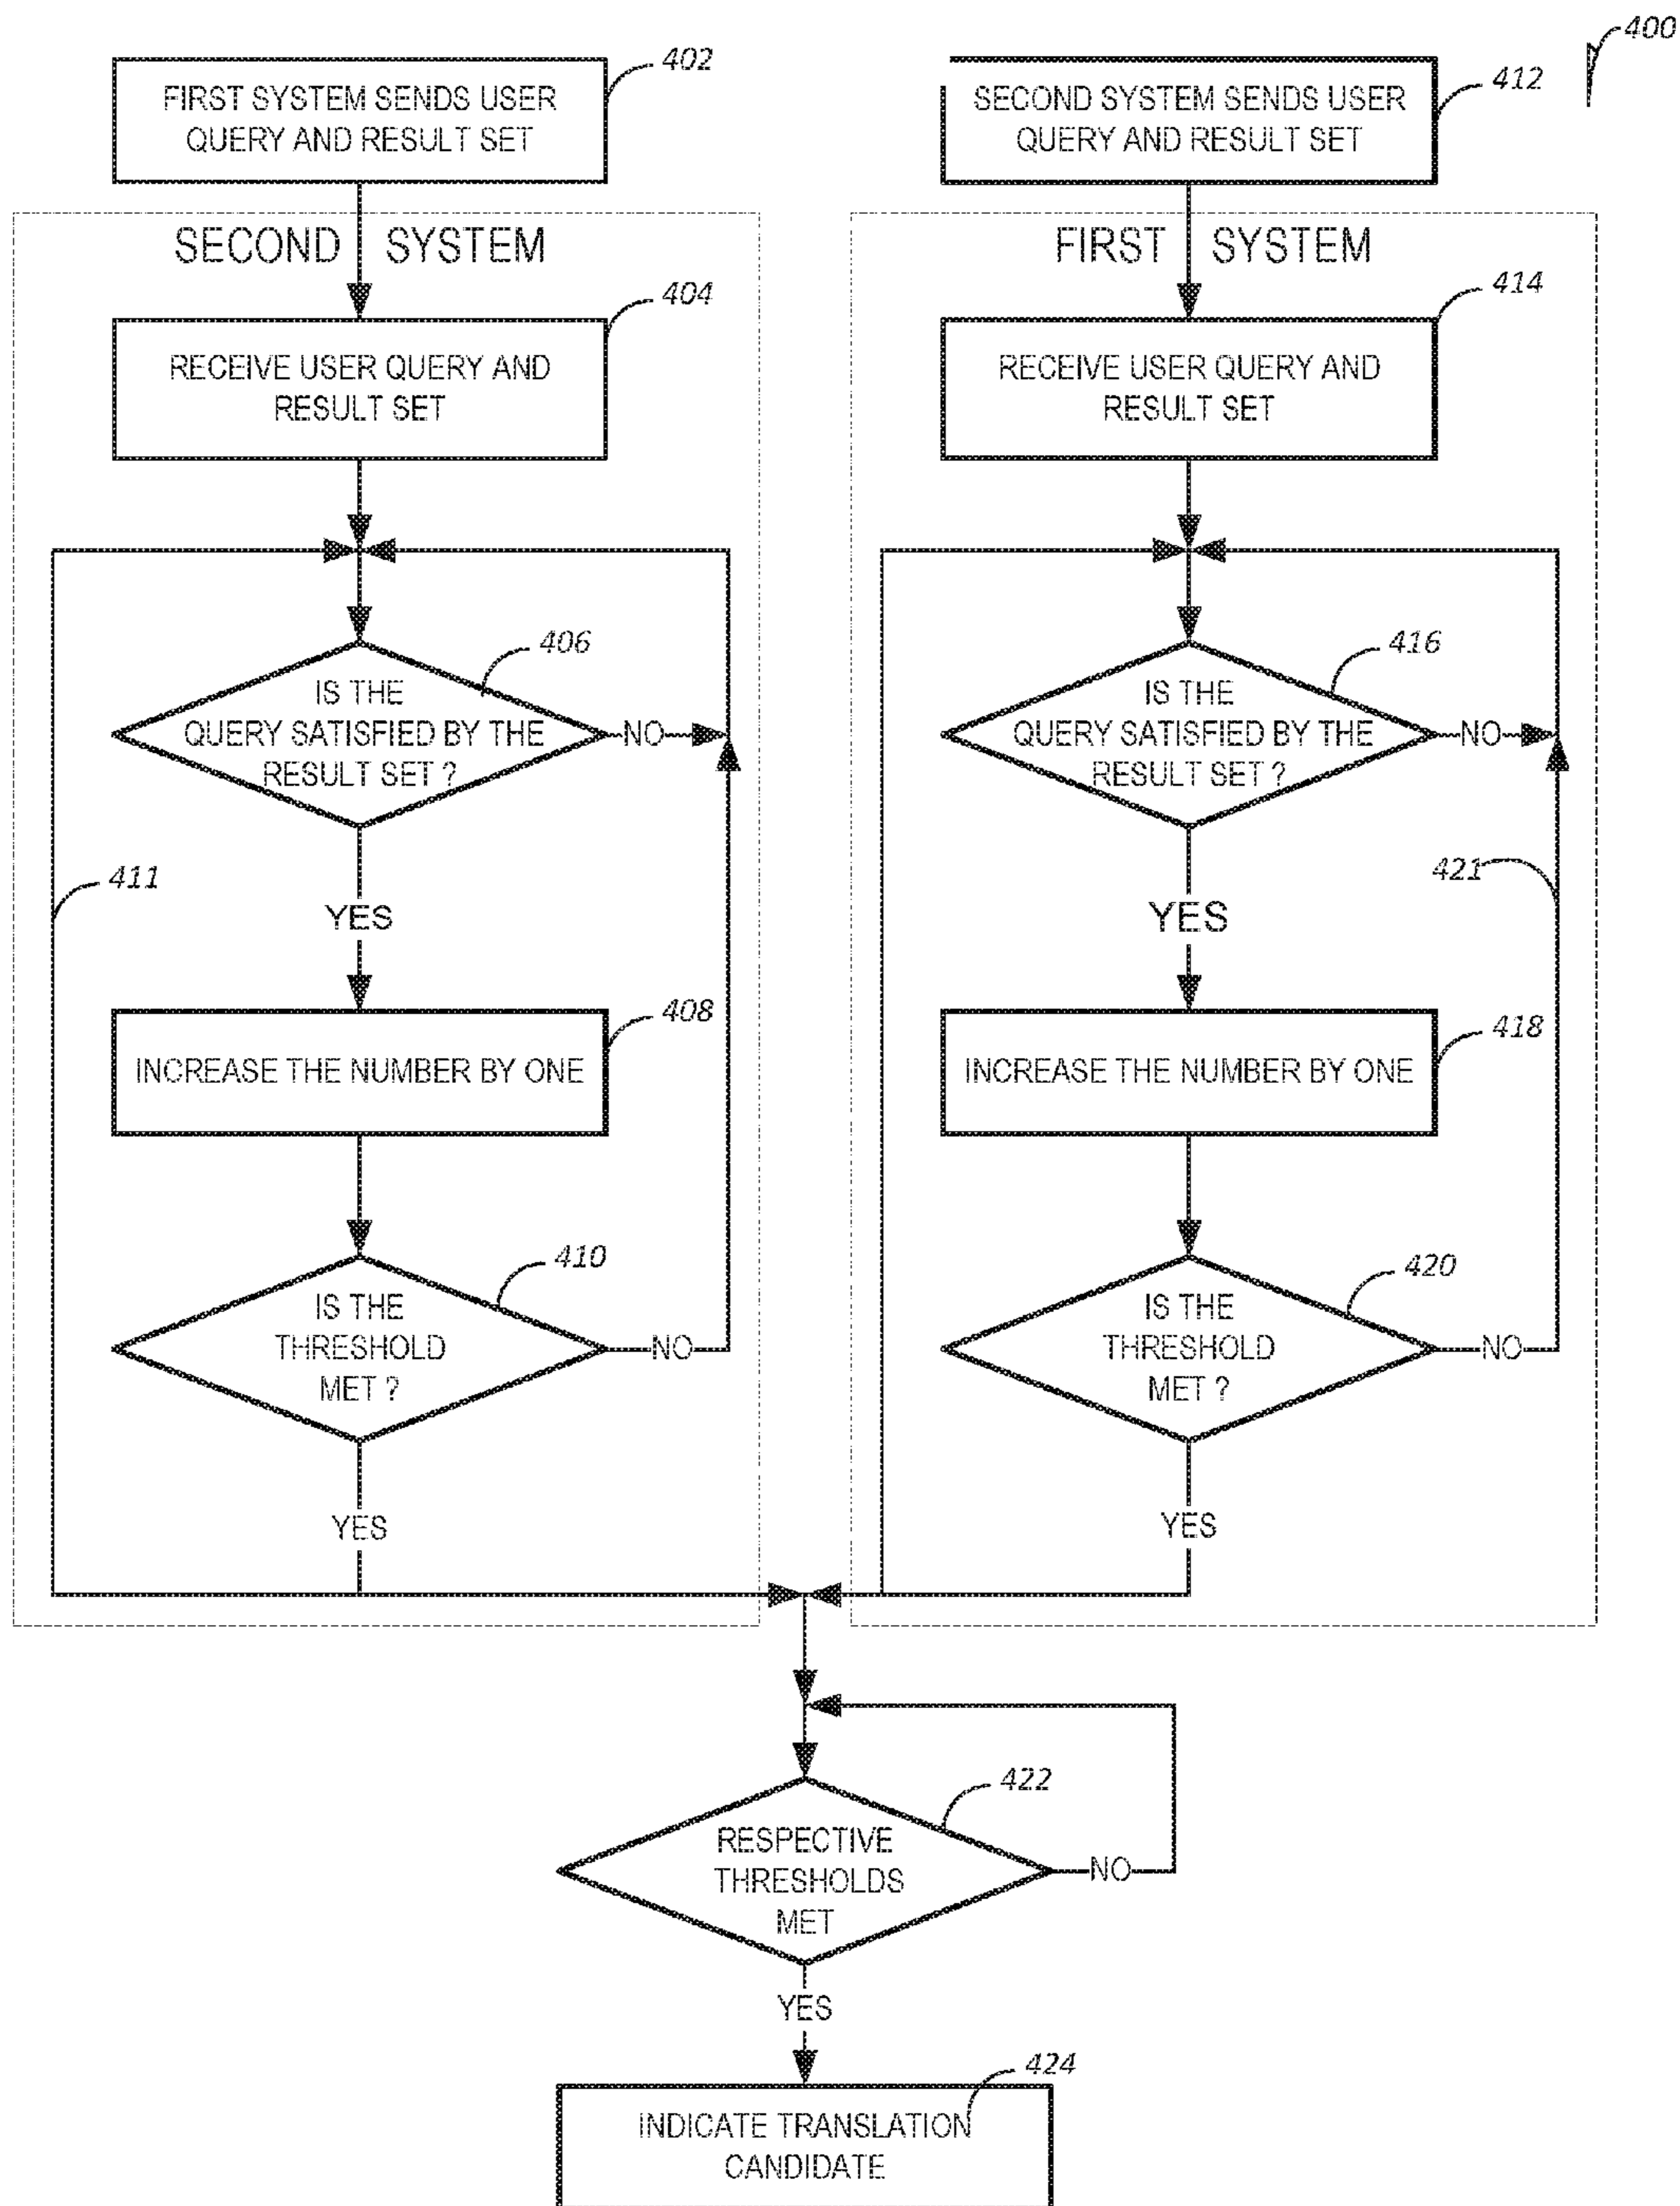 400
402
FIRST SYSTEM SENDS USER
QUERY AND RESULT SET
412
SECOND SYSTEM SENDS USER
QUERY AND RESULT SET
SECOND SYSTEM
404
RECEIVE USER QUERY AND
RESULT SET
406
IS THE
QUERY SATISFIED BY THE
RESULT SET ?
NO
411
YES
408
INCREASE THE NUMBER BY ONE
410
IS THE
THRESHOLD
MET ?
NO
YES
FIRST SYSTEM
414
RECEIVE USER QUERY AND
RESULT SET
416
IS THE
QUERY SATISFIED BY THE
RESULT SET ?
NO
421
YES
418
INCREASE THE NUMBER BY ONE
420
IS THE
THRESHOLD
MET ?
NO
YES
422
RESPECTIVE
THRESHOLDS
MET
NO
YES
424
INDICATE TRANSLATION
CANDIDATE